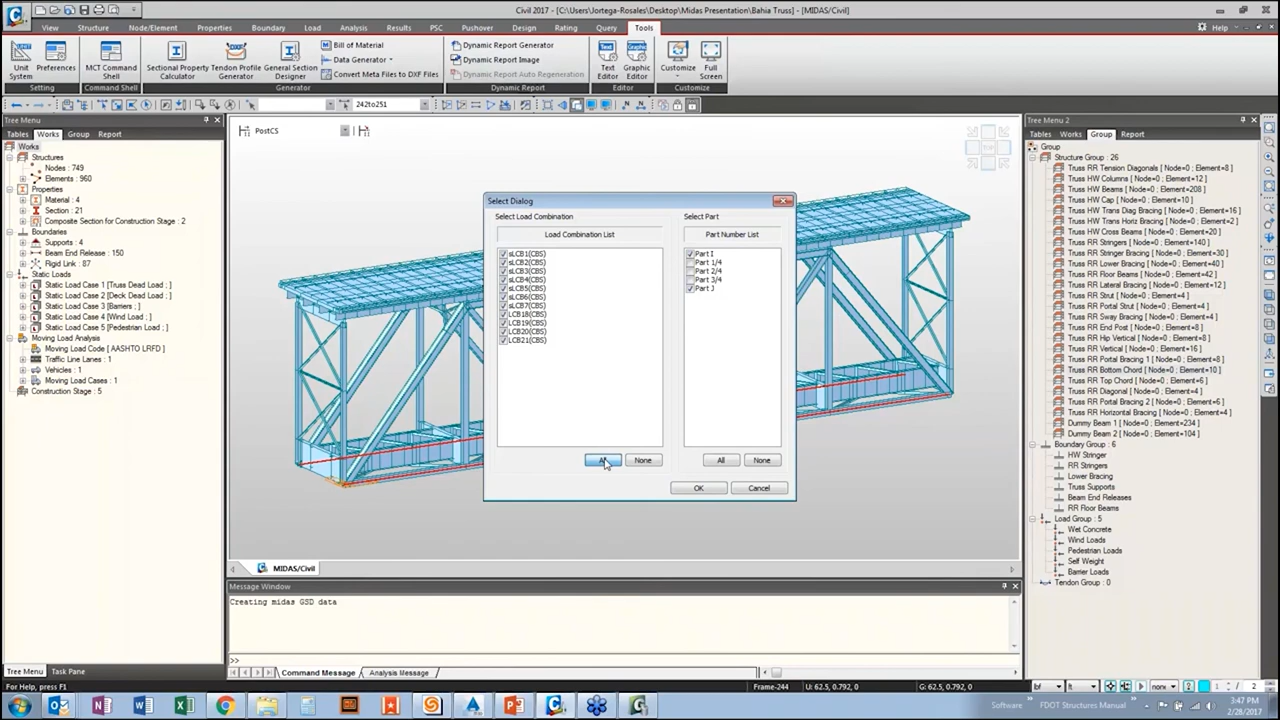 Civil 2017 - [C:\Users\Jortega-Rosales\Desktop\Midas Presentation\Bahia Truss] - [MIDAS/Civil]
View Structure Node/Element Properties Boundary Load Analysis Results PSC Pushover Design Rating Query Tools Help
Unit System
Preferences
Setting
MCT Command Shell
Command Shell
Sectional Property Calculator
Tendon Profile Generator
General Section Designer
Bill of Material
Data Generator
Convert Meta Files to DXF Files
Generator
Dynamic Report Generator
Dynamic Report Image
Dynamic Report Auto Regeneration
Dynamic Report
Text Editor
Graphic Editor
Editor
Customize
Full Screen
Customize
242to251
Tree Menu
Tables Works Group Report
Works
Structures
Nodes : 749
Elements : 960
Properties
Material : 4
Section : 21
Composite Section for Construction Stage : 2
Boundaries
Supports : 4
Beam End Release : 150
Rigid Link : 87
Static Loads
Static Load Case 1 [Truss Dead Load ; ]
Static Load Case 2 [Deck Dead Load ; ]
Static Load Case 3 [Barriers ; ]
Static Load Case 4 [Wind Load ; ]
Static Load Case 5 [Pedestrian Load ; ]
Moving Load Analysis
Moving Load Code [ AASHTO LRFD ]
Traffic Line Lanes : 1
Vehicles : 1
Moving Load Cases : 1
Construction Stage : 5
Tree Menu Task Pane
PostCS
TOP
Select Dialog
Select Load Combination
Load Combination List
sLCB1(CBS)
sLCB2(CBS)
sLCB3(CBS)
sLCB4(CBS)
sLCB5(CBS)
sLCB6(CBS)
sLCB7(CBS)
LCB18(CBS)
LCB19(CBS)
LCB20(CBS)
LCB21(CBS)
None
Select Part
Part Number List
Part I
Part 1/4
Part 2/4
Part 3/4
Part J
All None
OK Cancel
MIDAS/Civil
Message Window
Creating midas GSD data
>>
Command Message Analysis Message
Tree Menu 2
Tables Works Group Report
Group
Structure Group : 26
Truss RR Tension Diagonals [ Node=0 ; Element=8 ]
Truss HW Columns [ Node=0 ; Element=12 ]
Truss HW Beams [ Node=0 ; Element=208 ]
Truss HW Cap [ Node=0 ; Element=10 ]
Truss HW Trans Diag Bracing [ Node=0 ; Element=16 ]
Truss HW Trans Horiz Bracing [ Node=0 ; Element=3 ]
Truss HW Cross Beams [ Node=0 ; Element=27 ]
Truss RR Stringers [ Node=0 ; Element=140 ]
Truss RR Stringer Bracing [ Node=0 ; Element=30 ]
Truss RR Lower Bracing [ Node=0 ; Element=24 ]
Truss RR Floor Beams [ Node=0 ; Element=42 ]
Truss RR Lateral Bracing [ Node=0 ; Element=12 ]
Truss RR Strut [ Node=0 ; Element=4 ]
Truss RR Portal Strut [ Node=0 ; Element=4 ]
Truss RR Sway Bracing [ Node=0 ; Element=8 ]
Truss RR End Post [ Node=0 ; Element=8 ]
Truss RR Hip Vertical [ Node=0 ; Element=8 ]
Truss RR Vertical [ Node=0 ; Element=16 ]
Truss RR Portal Bracing 1 [ Node=0 ; Element=8 ]
Truss RR Bottom Chord [ Node=0 ; Element=20 ]
Truss RR Top Chord [ Node=0 ; Element=12 ]
Truss RR Diagonal [ Node=0 ; Element=4 ]
Truss RR Portal Bracing 2 [ Node=0 ; Element=6 ]
Truss RR Horizontal Bracing [ Node=0 ; Element=4 ]
Dummy Beam 1 [ Node=0 ; Element=234 ]
Dummy Beam 2 [ Node=0 ; Element=104 ]
Boundary Group : 6
HW Stringer
RR Stringers
Lower Bracing
Truss Supports
Beam End Releases
RR Floor Beams
Load Group : 5
Wet Concrete
Wind Loads
Pedestrian Loads
Self Weight
Barrier Loads
Tendon Group : 0
For Help, press F1
Frame-244
U: 62.5, 0.792, 0
G: 62.5, 0.792, 0
lbf
ft
none
1 / 2
Software
FDOT Structures Manual
3:47 PM
2/28/2017